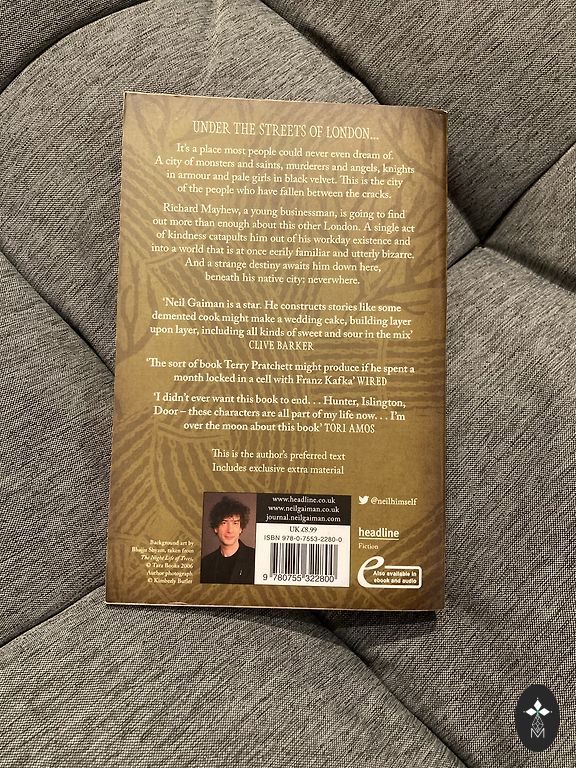 UNDER THE STREETS OF LONDON...
It's a place most people could never even dream of.
A city of monsters and saints, murderers and angels, knights
in armour and pale girls in black velvet. This is the city
of the people who have fallen between the cracks.
Richard Mayhew, a young businessman, is going to find
out more than enough about this other London. A single act
of kindness catapults him out of his workday existence and
into a world that is at once eerily familiar and utterly bizarre.
And a strange destiny awaits him down here,
beneath his native city: neverwhere.
'Neil Gaiman is a star. He constructs stories like some
demented cook might make a wedding cake, building layer
upon layer, including all kinds of sweet and sour in the mix'
CLIVE BARKER
'The sort of book Terry Pratchett might produce if he spent a
month locked in a cell with Franz Kafka' WIRED
'I didn't ever want this book to end. . . Hunter, Islington,
Door – these characters are all part of my life now. . . I'm
over the moon about this book' TORI AMOS
This is the author's preferred text
Includes exclusive extra material
www.headline.co.uk
www.neilgaiman.co.uk
journal.neilgaiman.com
@neilhimself
UK £8.99
ISBN 978-0-7553-2280-0
9 780755 322800
headline
Fiction
e
Also available in
ebook and audio
Background art by
Bhajju Shyam, taken from
The Night Life of Trees,
© Tara Books 2006
Author photograph
© Kimberly Butler
M